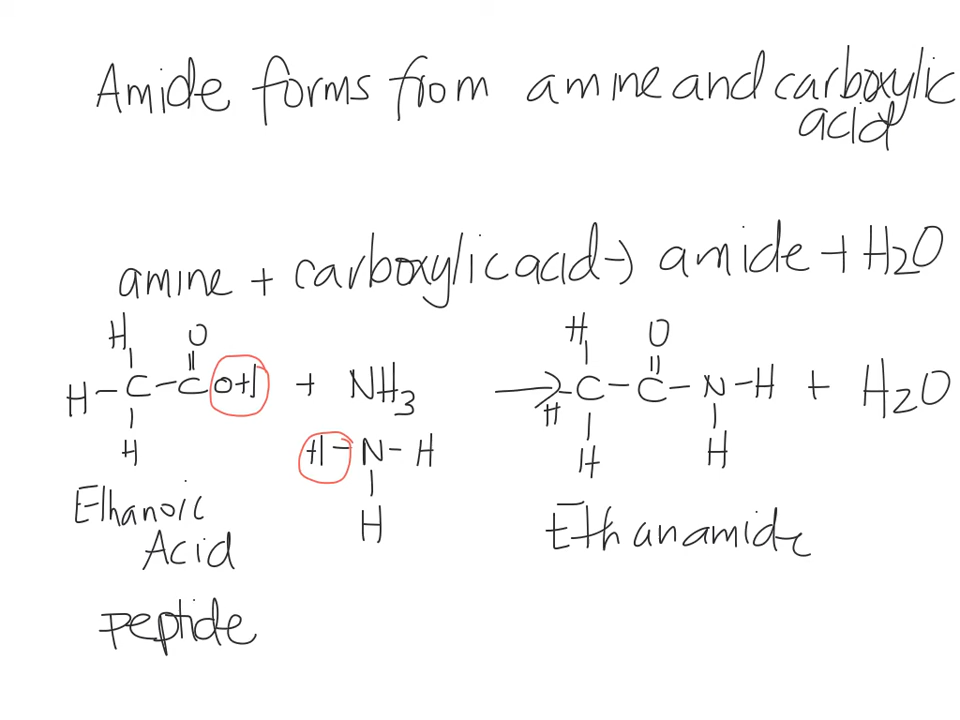 Amide forms from amine and carboxylic
acid
amine + carboxylic acid → amide + H2O
H O H O
H - C - C OH + NH3 → H C - C - N - H + H2O
H H - N - H H H
H
Ethanoic
Acid
Ethanamide
peptide